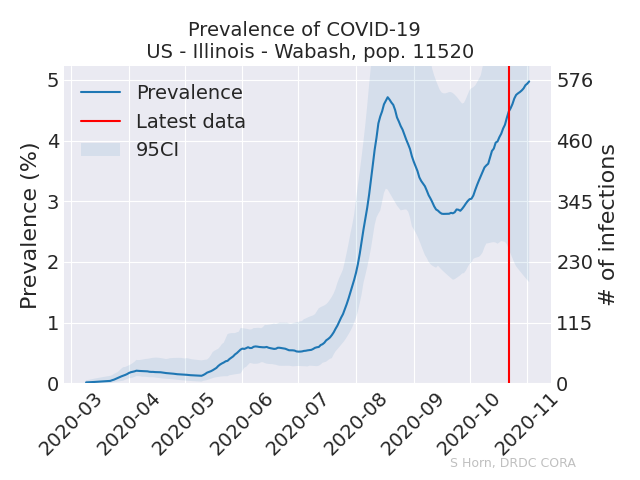 Prevalence of COVID-19
US - Illinois - Wabash, pop. 11520
Prevalence
Latest data
95CI
Prevalence (%)
5
4
3
2
1
0
# of infections
576
460
345
230
115
0
2020-03
2020-04
2020-05
2020-06
2020-07
2020-08
2020-09
2020-10
2020-11
S Horn, DRDC CORA